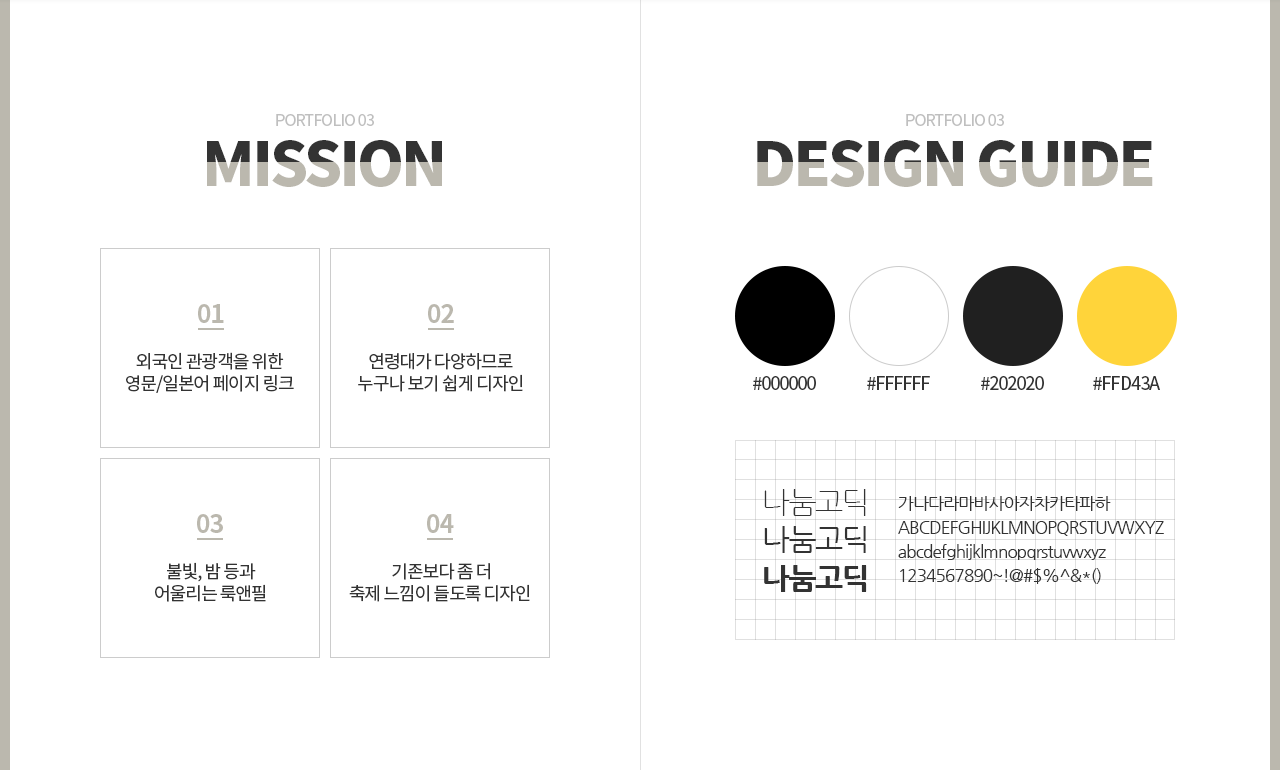 PORTFOLIO 03
MISSION
01
외국인 관광객을 위한
영문/일본어 페이지 링크
02
연령대가 다양하므로
누구나 보기 쉽게 디자인
03
불빛, 밤 등과
어울리는 룩앤필
04
기존보다 좀 더
축제 느낌이 들도록 디자인
PORTFOLIO 03
DESIGN GUIDE
#000000
#FFFFFF
#202020
#FFD43A
나눔고딕
나눔고딕
나눔고딕
가나다라마바사아자차카타파하
ABCDEFGHIJKLMNOPQRSTUVWXYZ
abcdefghijklmnopqrstuvwxyz
1234567890~!@#$%^&*()